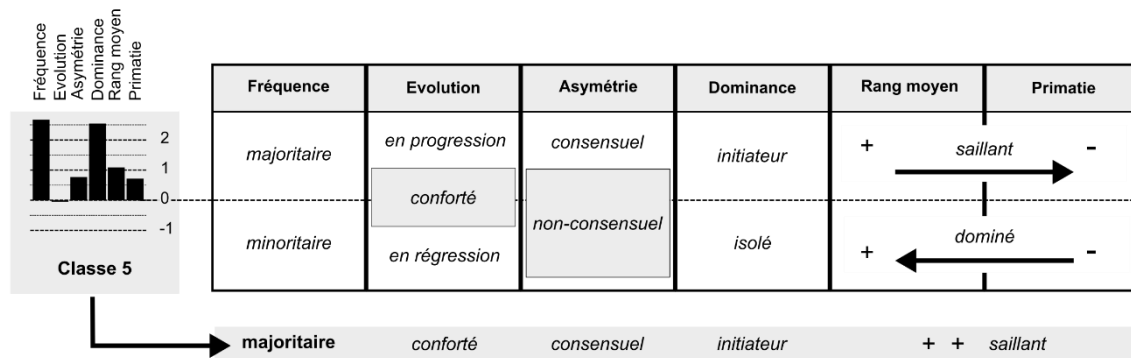 Fréquence
Evolution
Asymétrie
Dominance
Rang moyen
Primatie
2
1
0
-1
Classe 5
Fréquence Evolution Asymétrie Dominance Rang moyen Primatie
majoritaire en progression consensuel initiateur + saillant -
conforté
non-consensuel
minoritaire en régression isolé + dominé -
majoritaire conforté consensuel initiateur + + saillant